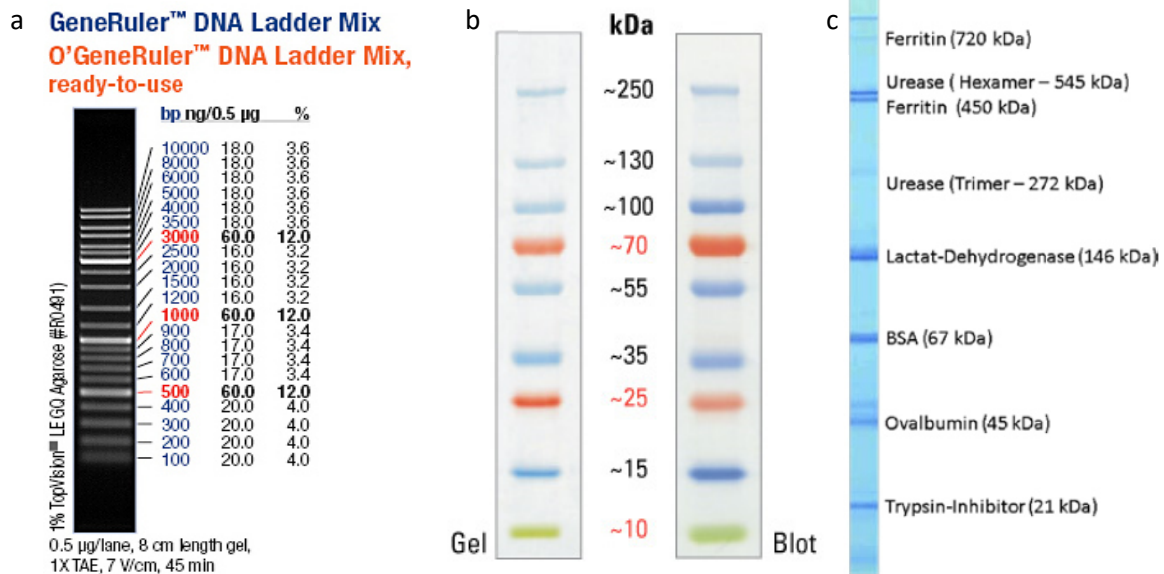 a
GeneRuler™ DNA Ladder Mix
O'GeneRuler™ DNA Ladder Mix,
ready-to-use
bp ng/0.5 µg %
10000 18.0 3.6
8000 18.0 3.6
6000 18.0 3.6
5000 18.0 3.6
4000 18.0 3.6
3500 18.0 3.6
3000 60.0 12.0
2500 16.0 3.2
2000 16.0 3.2
1500 16.0 3.2
1200 16.0 3.2
1000 60.0 12.0
900 17.0 3.4
800 17.0 3.4
700 17.0 3.4
600 17.0 3.4
500 60.0 12.0
400 20.0 4.0
300 20.0 4.0
200 20.0 4.0
100 20.0 4.0
1% TopVision™ LE GQ Agarose (#R0491)
0.5 µg/lane, 8 cm length gel,
1X TAE, 7 V/cm, 45 min
b
kDa
~250
~130
~100
~70
~55
~35
~25
~15
~10
Gel
Blot
c
Ferritin (720 kDa)
Urease ( Hexamer – 545 kDa)
Ferritin (450 kDa)
Urease (Trimer – 272 kDa)
Lactat-Dehydrogenase (146 kDa)
BSA (67 kDa)
Ovalbumin (45 kDa)
Trypsin-Inhibitor (21 kDa)